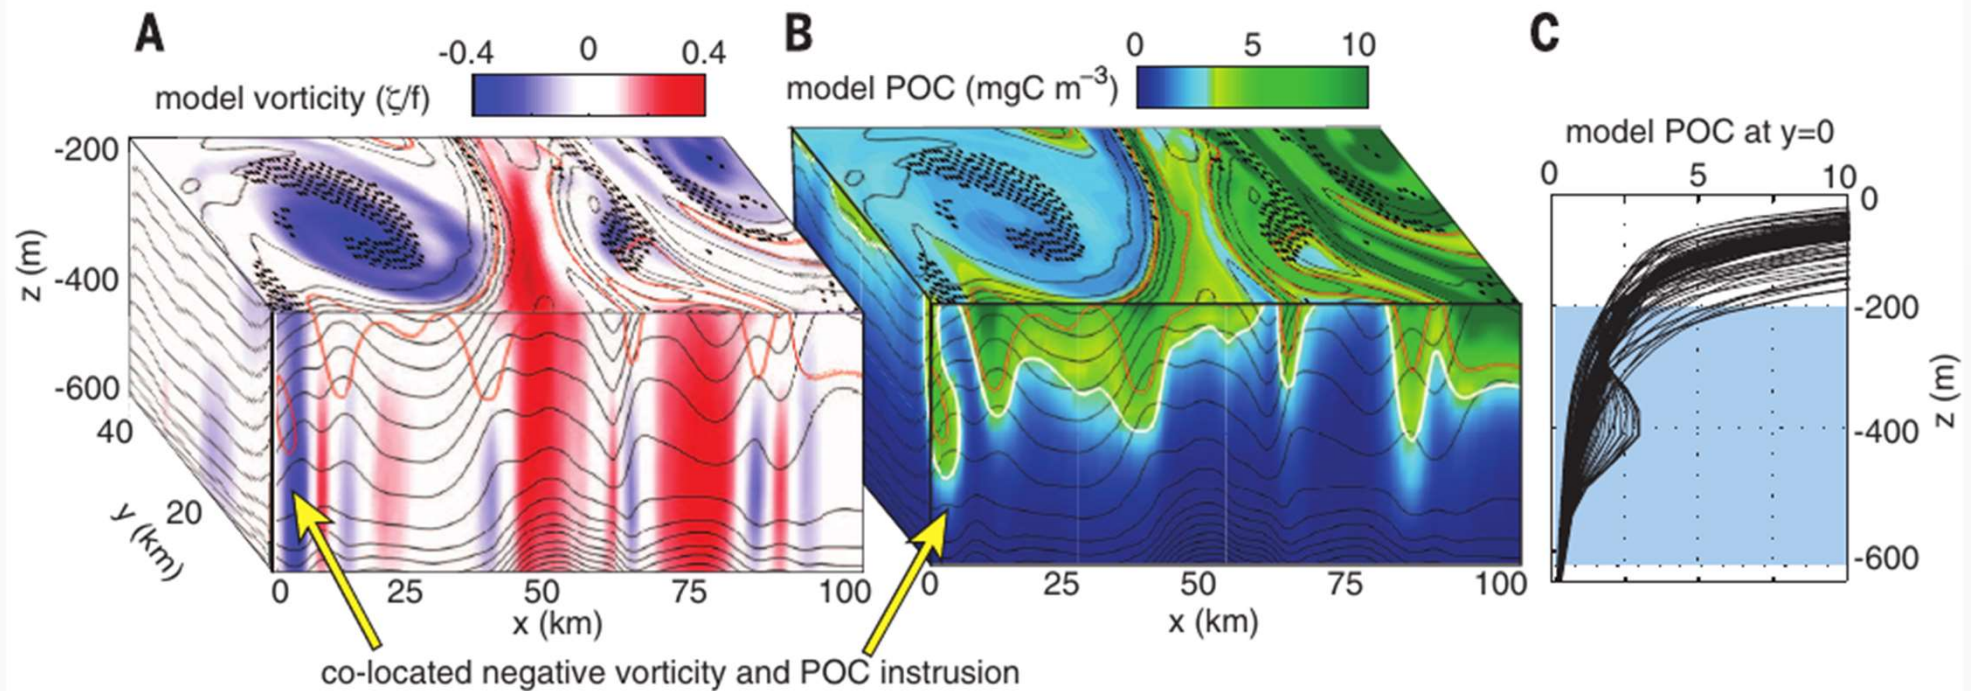 A
-0.4 0 0.4
model vorticity (ζ/f)
-200
-400
-600
z (m)
40
20
y (km)
0 25 50 75 100
x (km)
B
0 5 10
model POC (mgC m⁻³)
0 25 50 75 100
x (km)
co-located negative vorticity and POC instrusion
C
model POC at y=0
0 5 10
0
-200
-400
-600
z (m)